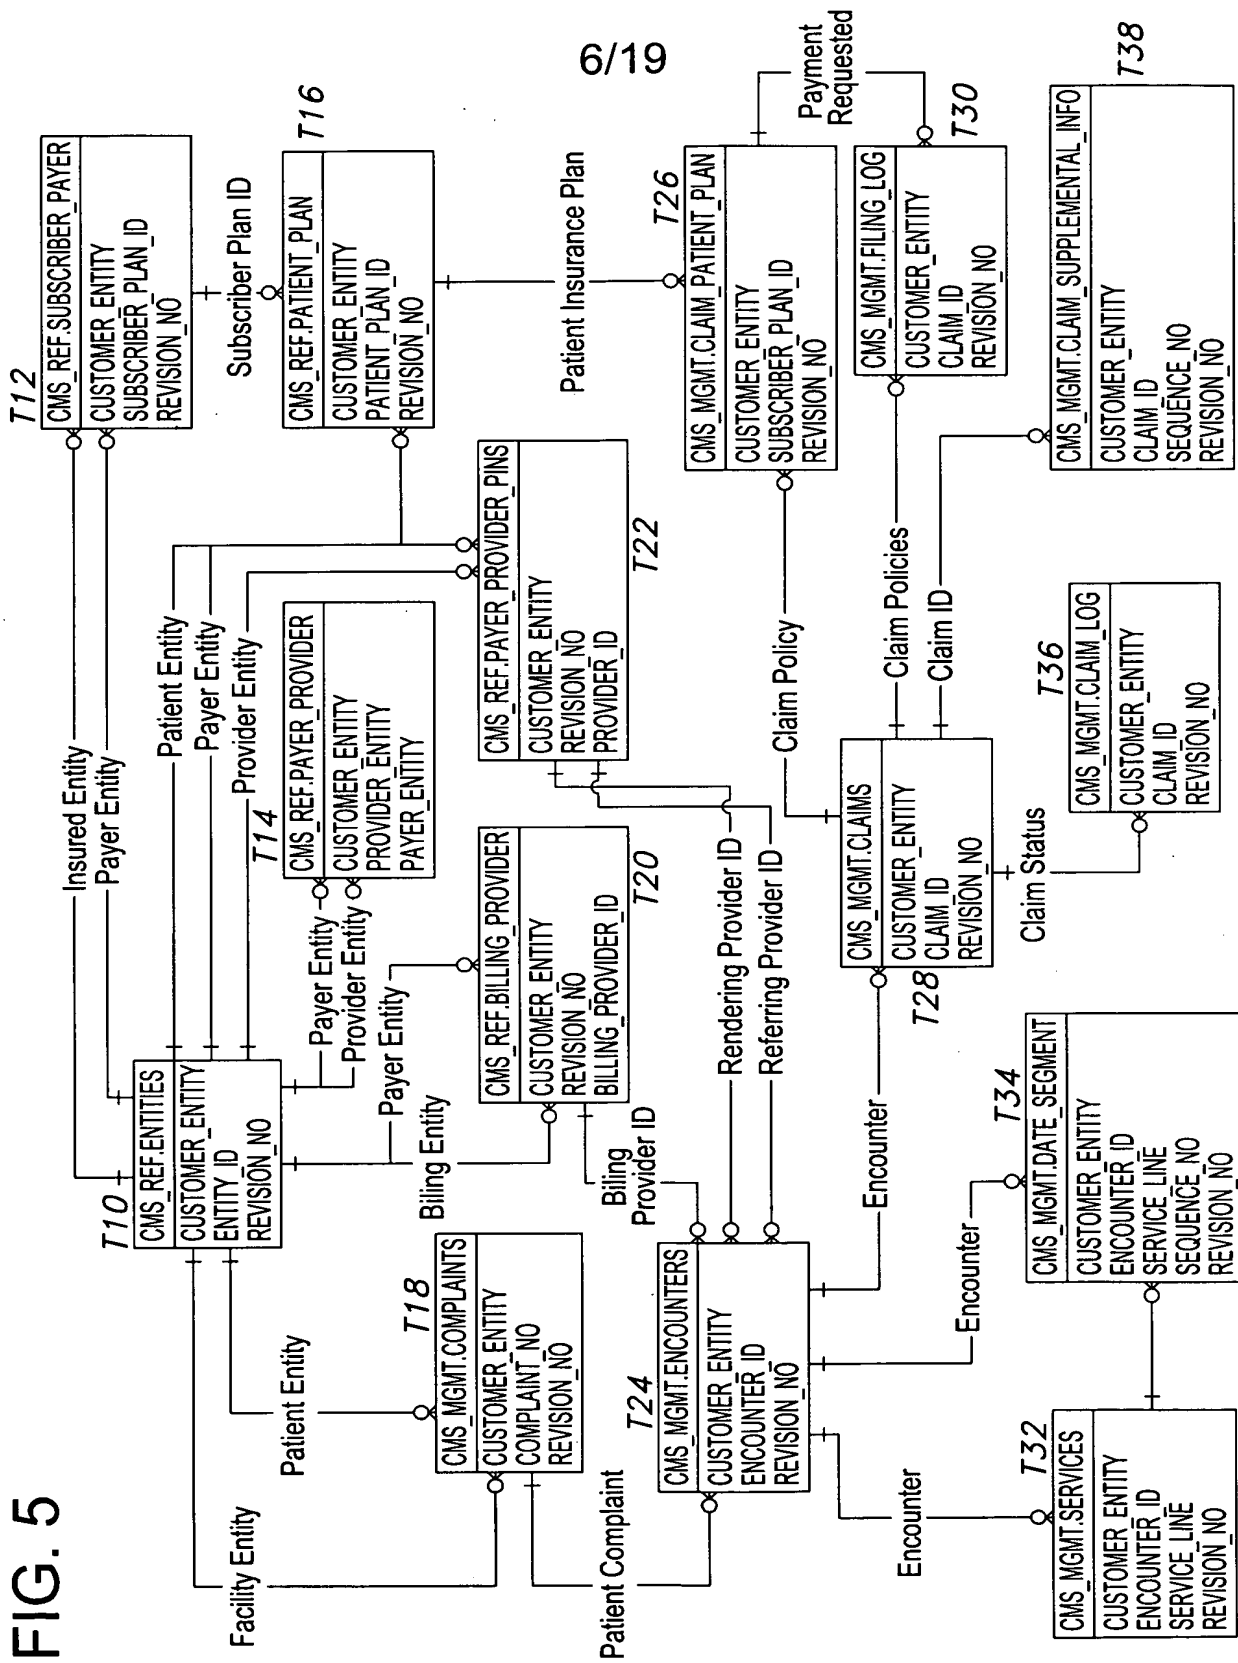 6/19
FIG. 5
T12
CMS_REF.SUBSCRIBER_PAYER
CUSTOMER_ENTITY
SUBSCRIBER_PLAN_ID
REVISION_NO
Subscriber Plan ID
T16
CMS_REF.PATIENT_PLAN
CUSTOMER_ENTITY
PATIENT_PLAN_ID
REVISION_NO
Patient Insurance Plan
T26
CMS_MGMT.CLAIM_PATIENT_PLAN
CUSTOMER_ENTITY
SUBSCRIBER_PLAN_ID
REVISION_NO
Payment
Requested
T30
CMS_MGMT.FILING_LOG
CUSTOMER_ENTITY
CLAIM_ID
REVISION_NO
T38
CMS_MGMT.CLAIM_SUPPLEMENTAL_INFO
CUSTOMER_ENTITY
CLAIM_ID
SEQUENCE_NO
REVISION_NO
Insured Entity
Payer Entity
Patient Entity
Payer Entity
Provider Entity
T14
CMS_REF.PAYER_PROVIDER
CUSTOMER_ENTITY
PROVIDER_ENTITY
PAYER_ENTITY
T22
CMS_REF.PAYER_PROVIDER_PINS
CUSTOMER_ENTITY
REVISION_NO
PROVIDER_ID
Claim Policy
Claim Policies
Claim ID
T36
CMS_MGMT.CLAIM_LOG
CUSTOMER_ENTITY
CLAIM_ID
REVISION_NO
T10
CMS_REF.ENTITIES
CUSTOMER_ENTITY
ENTITY_ID
REVISION_NO
Payer Entity
Provider Entity
Payer Entity
Billing Entity
T20
CMS_REF.BILLING_PROVIDER
CUSTOMER_ENTITY
REVISION_NO
BILLING_PROVIDER_ID
Biling
Provider ID
Rendering Provider ID
Referring Provider ID
T28
CMS_MGMT.CLAIMS
CUSTOMER_ENTITY
CLAIM_ID
REVISION_NO
Claim Status
Facility Entity
Patient Entity
T18
CMS_MGMT.COMPLAINTS
CUSTOMER_ENTITY
COMPLAINT_NO
REVISION_NO
Patient Complaint
T24
CMS_MGMT.ENCOUNTERS
CUSTOMER_ENTITY
ENCOUNTER_ID
REVISION_NO
Encounter
Encounter
Encounter
T34
CMS_MGMT.DATE_SEGMENT
CUSTOMER_ENTITY
ENCOUNTER_ID
SERVICE_LINE
SEQUENCE_NO
REVISION_NO
T32
CMS_MGMT.SERVICES
CUSTOMER_ENTITY
ENCOUNTER_ID
SERVICE_LINE
REVISION_NO